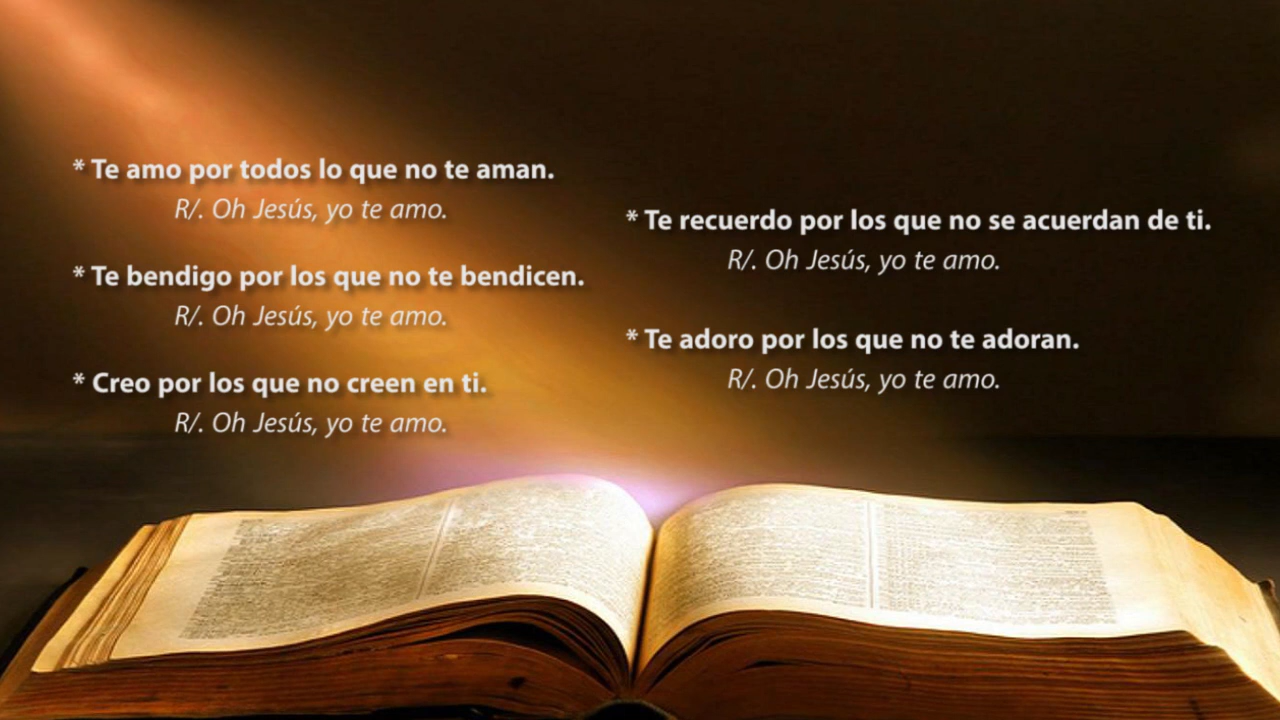 * Te amo por todos lo que no te aman.
R/. Oh Jesús, yo te amo.
* Te bendigo por los que no te bendicen.
R/. Oh Jesús, yo te amo.
* Creo por los que no creen en ti.
R/. Oh Jesús, yo te amo.
* Te recuerdo por los que no se acuerdan de ti.
R/. Oh Jesús, yo te amo.
* Te adoro por los que no te adoran.
R/. Oh Jesús, yo te amo.